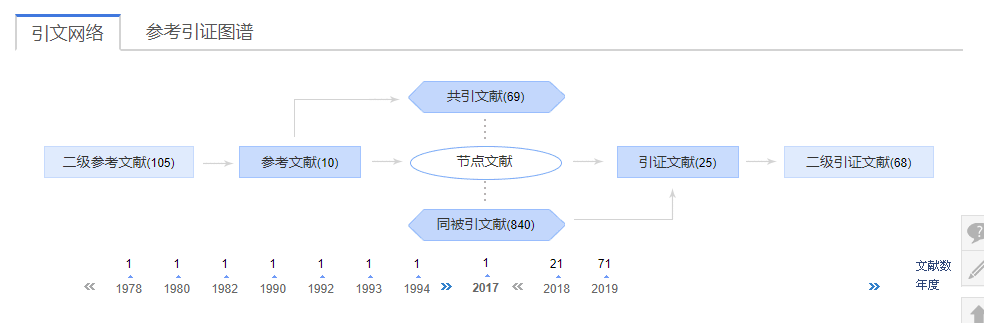 引文网络 参考引证图谱
共引文献(69)
二级参考文献(105) 参考文献(10) 节点文献 引证文献(25) 二级引证文献(68)
同被引文献(840)
1 1 1 1 1 1 1 1 21 71 文献数
1978 1980 1982 1990 1992 1993 1994 2017 2018 2019 年度